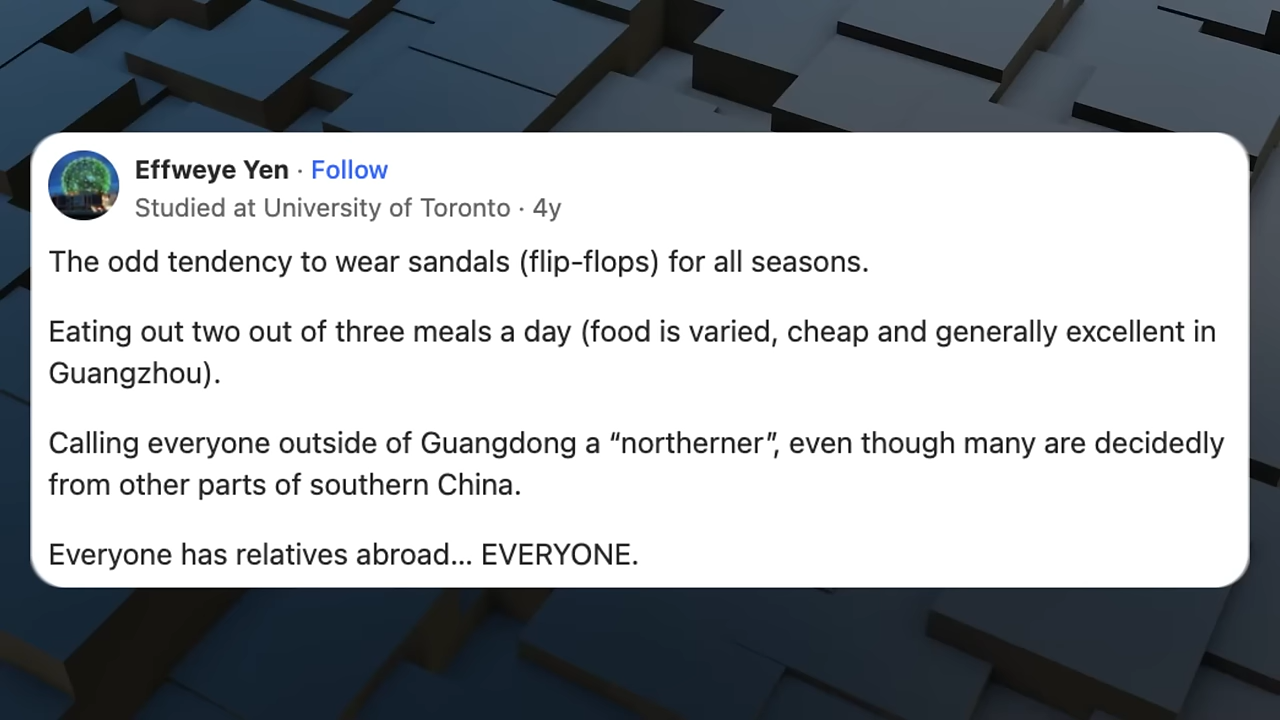 Effweye Yen · Follow
Studied at University of Toronto · 4y
The odd tendency to wear sandals (flip-flops) for all seasons.
Eating out two out of three meals a day (food is varied, cheap and generally excellent in
Guangzhou).
Calling everyone outside of Guangdong a “northerner”, even though many are decidedly
from other parts of southern China.
Everyone has relatives abroad... EVERYONE.